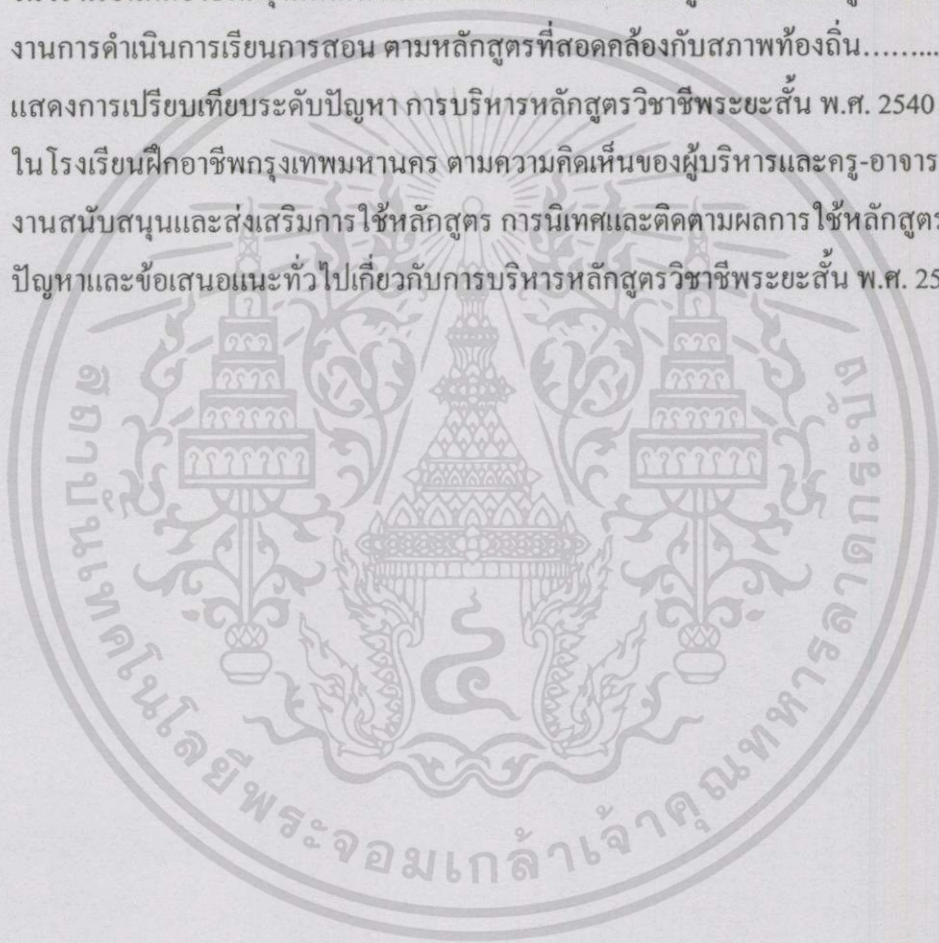 งานการดำเนินการเรียนการสอน ตามหลักสูตรที่สอดคล้องกับสภาพท้องถิ่น.........
แสดงการเปรียบเทียบระดับปัญหา การบริหารหลักสูตรวิชาชีพระยะสั้น พ.ศ. 2540
ในโรงเรียนฝึกอาชีพกรุงเทพมหานคร ตามความคิดเห็นของผู้บริหารและครู-อาจาร
งานสนับสนุนและส่งเสริมการใช้หลักสูตร การนิเทศและติดตามผลการใช้หลักสูตร
ปัญหาและข้อเสนอแนะทั่วไปเกี่ยวกับการบริหารหลักสูตรวิชาชีพระยะสั้น พ.ศ. 25
สถาบันเทคโนโลยีพระจอมเกล้าเจ้าคุณทหารลาดกระบัง